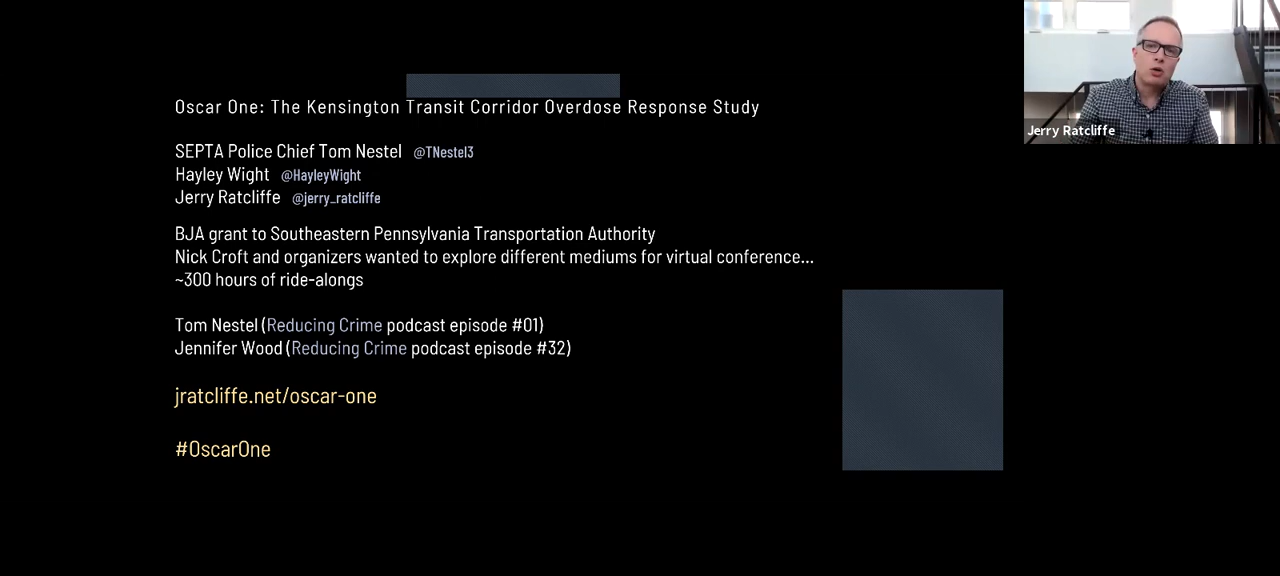 Oscar One: The Kensington Transit Corridor Overdose Response Study
SEPTA Police Chief Tom Nestel @TNestel3
Hayley Wight @HayleyWight
Jerry Ratcliffe @jerry_ratcliffe
BJA grant to Southeastern Pennsylvania Transportation Authority
Nick Croft and organizers wanted to explore different mediums for virtual conference...
~300 hours of ride-alongs
Tom Nestel (Reducing Crime podcast episode #01)
Jennifer Wood (Reducing Crime podcast episode #32)
jratcliffe.net/oscar-one
#OscarOne
Jerry Ratcliffe